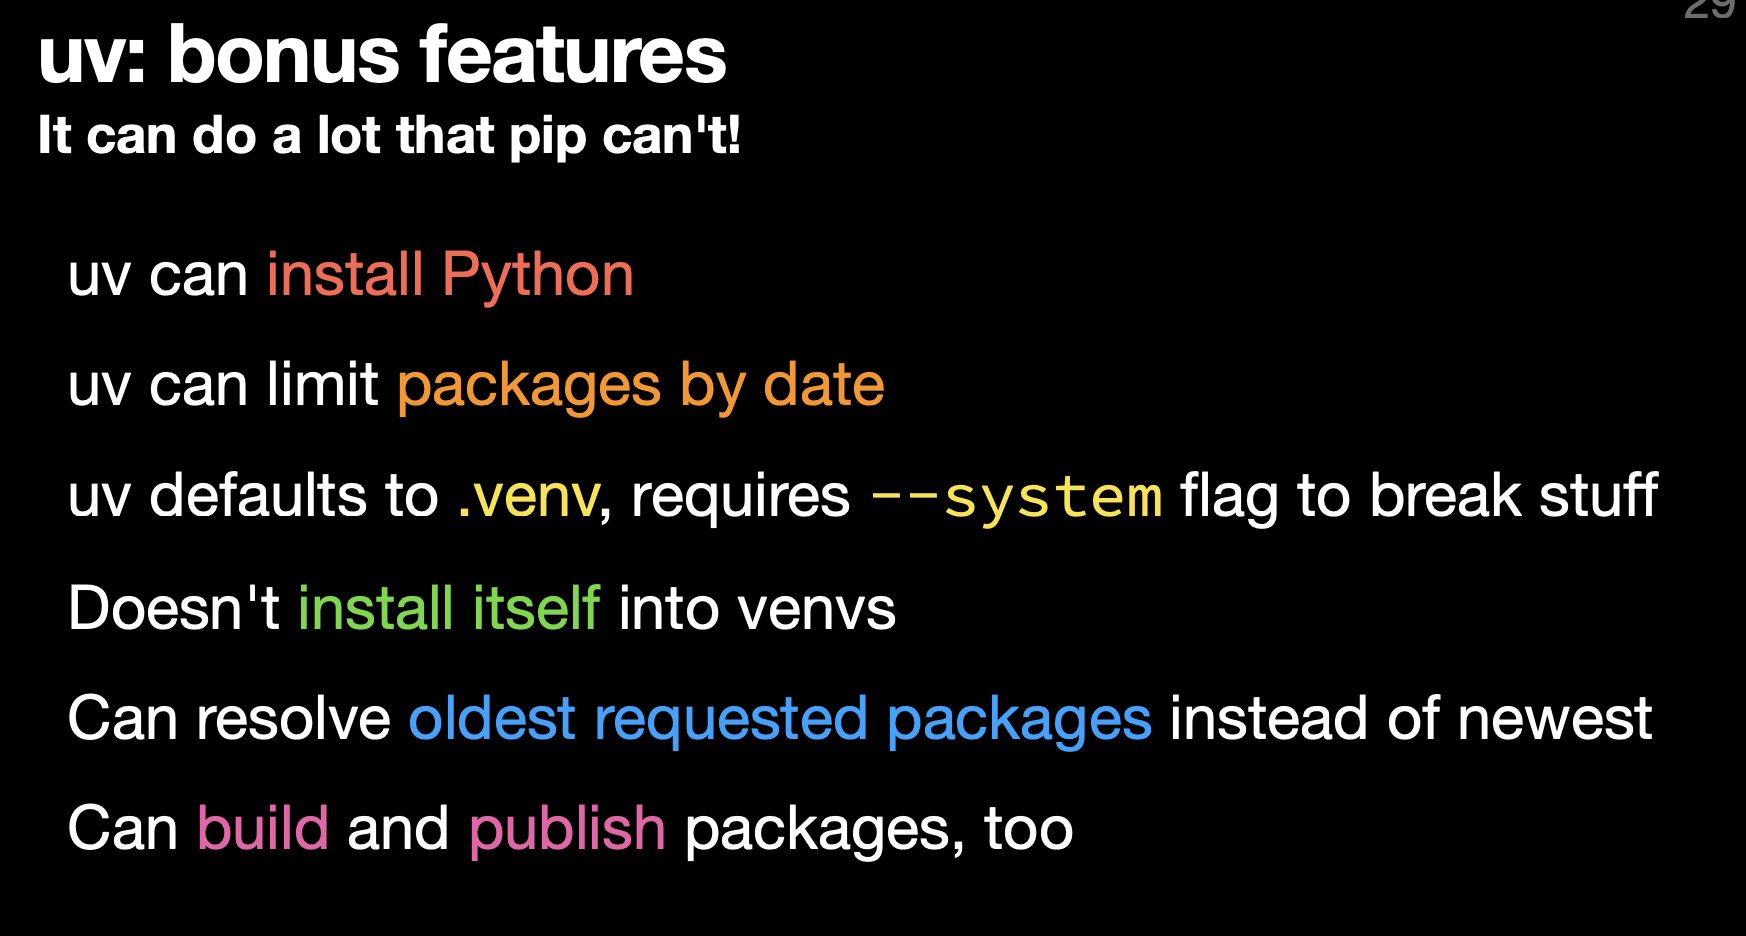 29
uv: bonus features
It can do a lot that pip can't!
uv can install Python
uv can limit packages by date
uv defaults to .venv, requires --system flag to break stuff
Doesn't install itself into venvs
Can resolve oldest requested packages instead of newest
Can build and publish packages, too